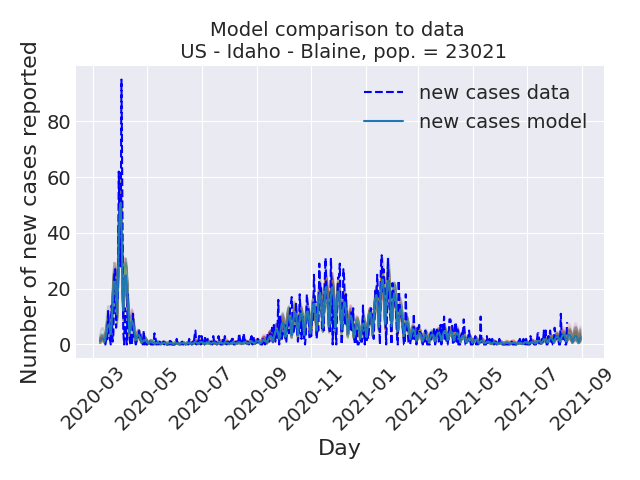 Model comparison to data
US - Idaho - Blaine, pop. = 23021
new cases data
new cases model
Number of new cases reported
80
60
40
20
0
2020-03
2020-05
2020-07
2020-09
2020-11
2021-01
2021-03
2021-05
2021-07
2021-09
Day